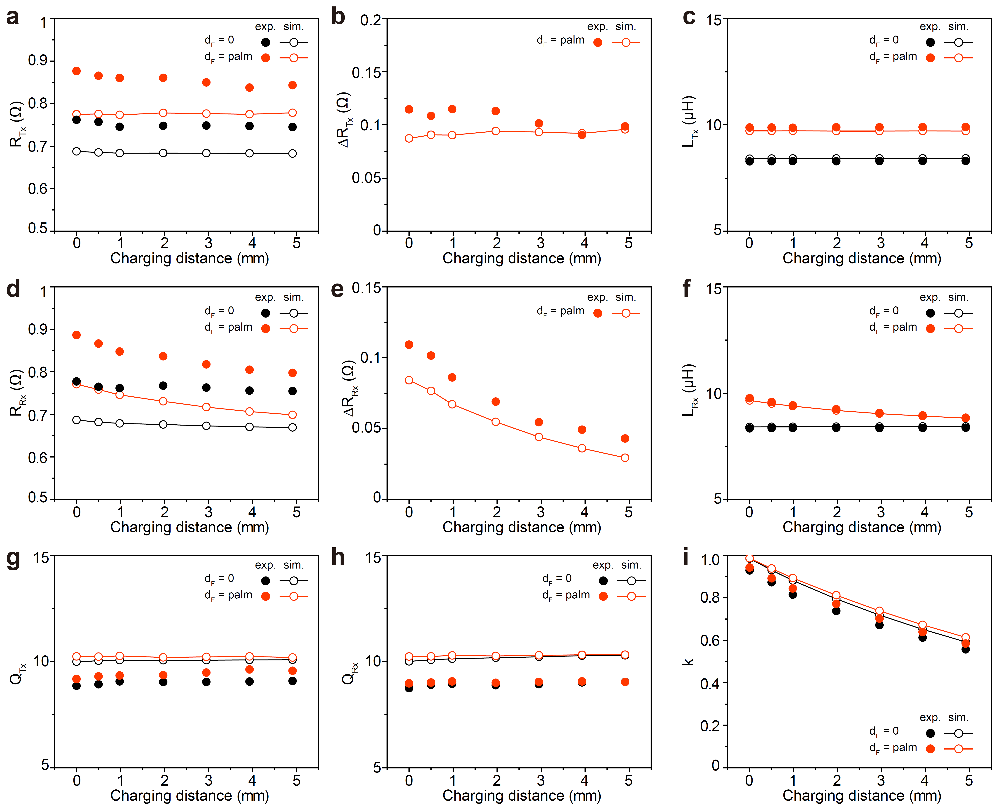 a
1
0.9
0.8
0.7
0.6
0.5
R_Tx (Ω)
exp. sim.
d_F = 0
d_F = palm
0 1 2 3 4 5
Charging distance (mm)
b
0.2
0.15
0.1
0.05
0
ΔR_Tx (Ω)
exp. sim.
d_F = palm
0 1 2 3 4 5
Charging distance (mm)
c
15
10
5
L_Tx (µH)
exp. sim.
d_F = 0
d_F = palm
0 1 2 3 4 5
Charging distance (mm)
d
1
0.9
0.8
0.7
0.6
0.5
R_Rx (Ω)
exp. sim.
d_F = 0
d_F = palm
0 1 2 3 4 5
Charging distance (mm)
e
0.15
0.1
0.05
0
ΔR_Rx (Ω)
exp. sim.
d_F = palm
0 1 2 3 4 5
Charging distance (mm)
f
15
10
5
L_Rx (µH)
exp. sim.
d_F = 0
d_F = palm
0 1 2 3 4 5
Charging distance (mm)
g
15
10
5
Q_Tx
exp. sim.
d_F = 0
d_F = palm
0 1 2 3 4 5
Charging distance (mm)
h
15
10
5
Q_Rx
exp. sim.
d_F = 0
d_F = palm
0 1 2 3 4 5
Charging distance (mm)
i
1.0
0.8
0.6
0.4
0.2
0
k
exp. sim.
d_F = 0
d_F = palm
0 1 2 3 4 5
Charging distance (mm)